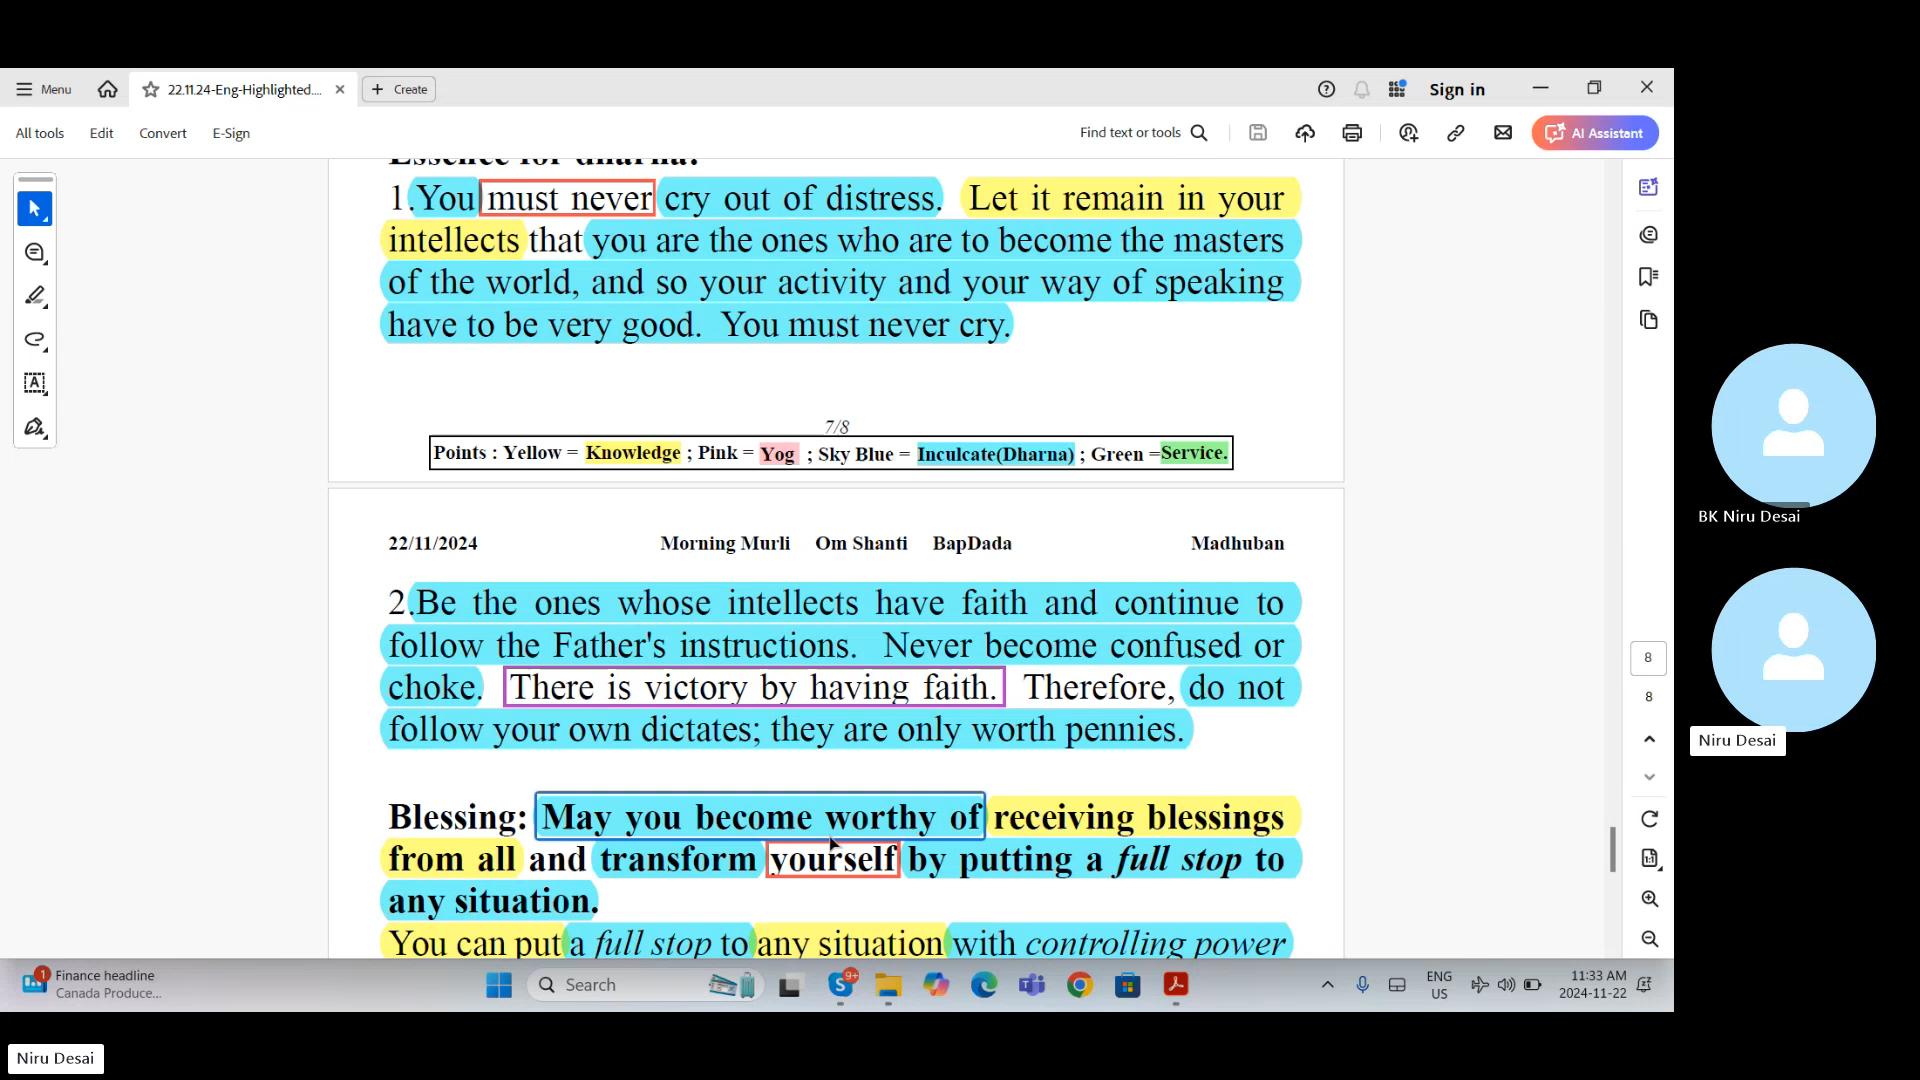 Menu
22.11.24-Eng-Highlighted....
Create
Sign in
All tools
Edit
Convert
E-Sign
Find text or tools
AI Assistant
Essence for dharna:
1.You must never cry out of distress. Let it remain in your
intellects that you are the ones who are to become the masters
of the world, and so your activity and your way of speaking
have to be very good. You must never cry.
7/8
Points : Yellow = Knowledge ; Pink = Yog ; Sky Blue = Inculcate(Dharna) ; Green =Service.
22/11/2024 Morning Murli Om Shanti BapDada Madhuban
2.Be the ones whose intellects have faith and continue to
follow the Father's instructions. Never become confused or
choke. There is victory by having faith. Therefore, do not
follow your own dictates; they are only worth pennies.
Blessing: May you become worthy of receiving blessings
from all and transform yourself by putting a full stop to
any situation.
You can put a full stop to any situation with controlling power
8
8
BK Niru Desai
Niru Desai
1
Finance headline
Canada Produce...
Search
9+
ENG
US
11:33 AM
2024-11-22
Niru Desai